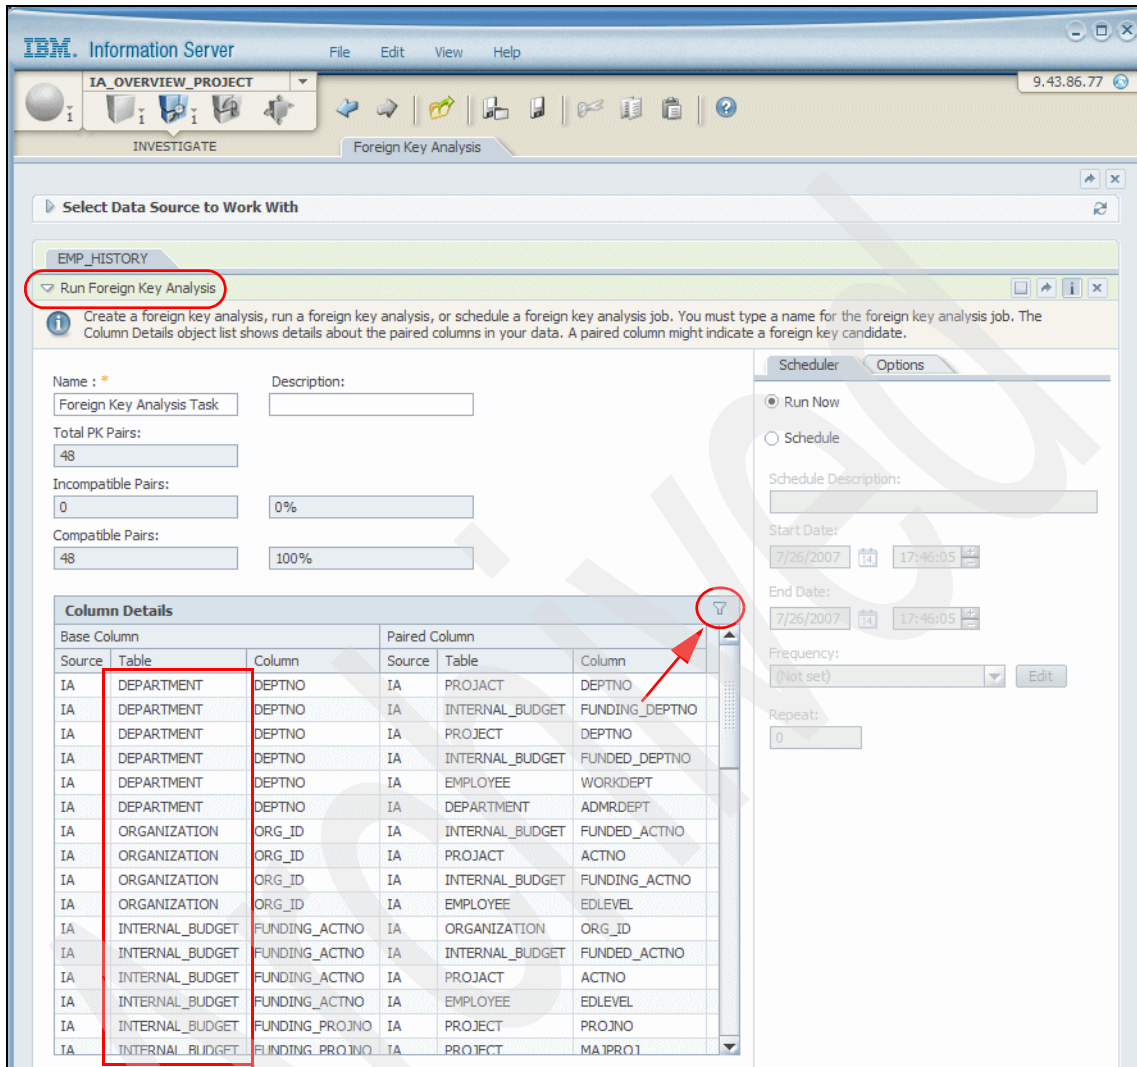 IBM. Information Server File Edit View Help
IA_OVERVIEW_PROJECT
9.43.86.77
INVESTIGATE
Foreign Key Analysis
Select Data Source to Work With
EMP_HISTORY
Run Foreign Key Analysis
Create a foreign key analysis, run a foreign key analysis, or schedule a foreign key analysis job. You must type a name for the foreign key analysis job. The
Column Details object list shows details about the paired columns in your data. A paired column might indicate a foreign key candidate.
Name : * Description:
Foreign Key Analysis Task
Total PK Pairs:
48
Incompatible Pairs:
0 0%
Compatible Pairs:
48 100%
Scheduler Options
Run Now
Schedule
Schedule Description:
Start Date:
7/26/2007 14 17:46:05
End Date:
7/26/2007 14 17:46:05
Frequency:
(Not set) Edit
Repeat:
0
Column Details
Base Column Paired Column
Source Table Column Source Table Column
IA DEPARTMENT DEPTNO IA PROJACT DEPTNO
IA DEPARTMENT DEPTNO IA INTERNAL_BUDGET FUNDING_DEPTNO
IA DEPARTMENT DEPTNO IA PROJECT DEPTNO
IA DEPARTMENT DEPTNO IA INTERNAL_BUDGET FUNDED_DEPTNO
IA DEPARTMENT DEPTNO IA EMPLOYEE WORKDEPT
IA DEPARTMENT DEPTNO IA DEPARTMENT ADMRDEPT
IA ORGANIZATION ORG_ID IA INTERNAL_BUDGET FUNDED_ACTNO
IA ORGANIZATION ORG_ID IA PROJACT ACTNO
IA ORGANIZATION ORG_ID IA INTERNAL_BUDGET FUNDING_ACTNO
IA ORGANIZATION ORG_ID IA EMPLOYEE EDLEVEL
IA INTERNAL_BUDGET FUNDING_ACTNO IA ORGANIZATION ORG_ID
IA INTERNAL_BUDGET FUNDING_ACTNO IA INTERNAL_BUDGET FUNDED_ACTNO
IA INTERNAL_BUDGET FUNDING_ACTNO IA PROJACT ACTNO
IA INTERNAL_BUDGET FUNDING_ACTNO IA EMPLOYEE EDLEVEL
IA INTERNAL_BUDGET FUNDING_PROJNO IA PROJECT PROJNO
IA INTERNAL_BUDGET FUNDING_PROJNO IA PROJECT MAJPROJ